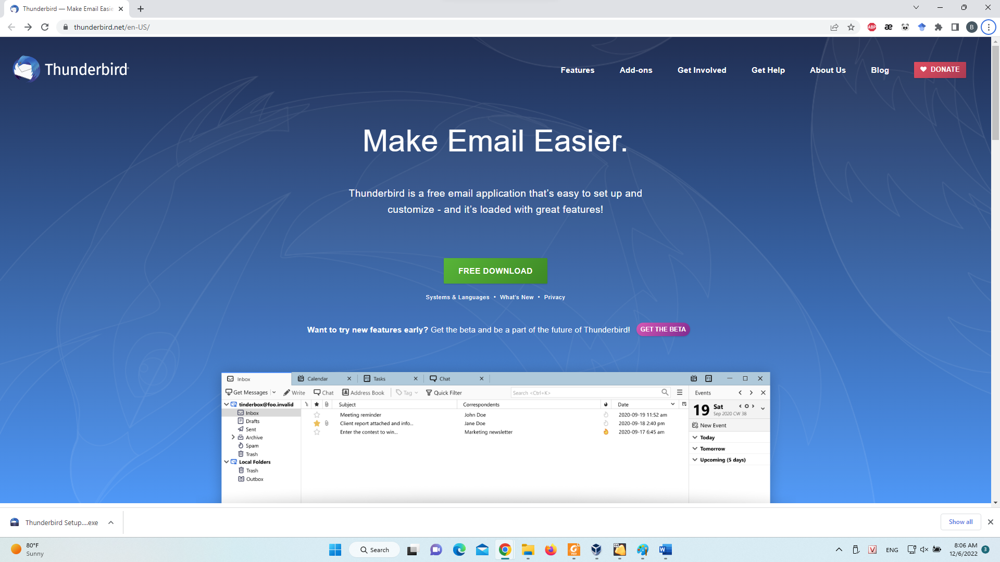 Thunderbird — Make Email Easie
thunderbird.net/en-US/
ABP
æ
B
Thunderbird
Features
Add-ons
Get Involved
Get Help
About Us
Blog
DONATE
Make Email Easier.
Thunderbird is a free email application that’s easy to set up and
customize - and it’s loaded with great features!
FREE DOWNLOAD
Systems & Languages • What’s New • Privacy
Want to try new features early? Get the beta and be a part of the future of Thunderbird! GET THE BETA
Inbox
Calendar
Tasks
Chat
Get Messages
Write
Chat
Address Book
Tag
Quick Filter
Search <Ctrl+K>
Events
tinderbox@foo.invalid
Subject
Correspondents
Date
19 Sat
Sep 2020 CW 38
Inbox
Meeting reminder John Doe 2020-09-19 11:52 am
Drafts
Client report attached and info... Jane Doe 2020-09-18 2:40 pm
New Event
Sent
Enter the contest to win... Marketing newsletter 2020-09-17 6:45 am
Archive
Today
Spam
Tomorrow
Trash
Local Folders
Upcoming (5 days)
Trash
Outbox
Thunderbird Setup....exe
Show all
80°F
Sunny
Search
64
PDF
W
V
ENG
8:06 AM
12/6/2022
3